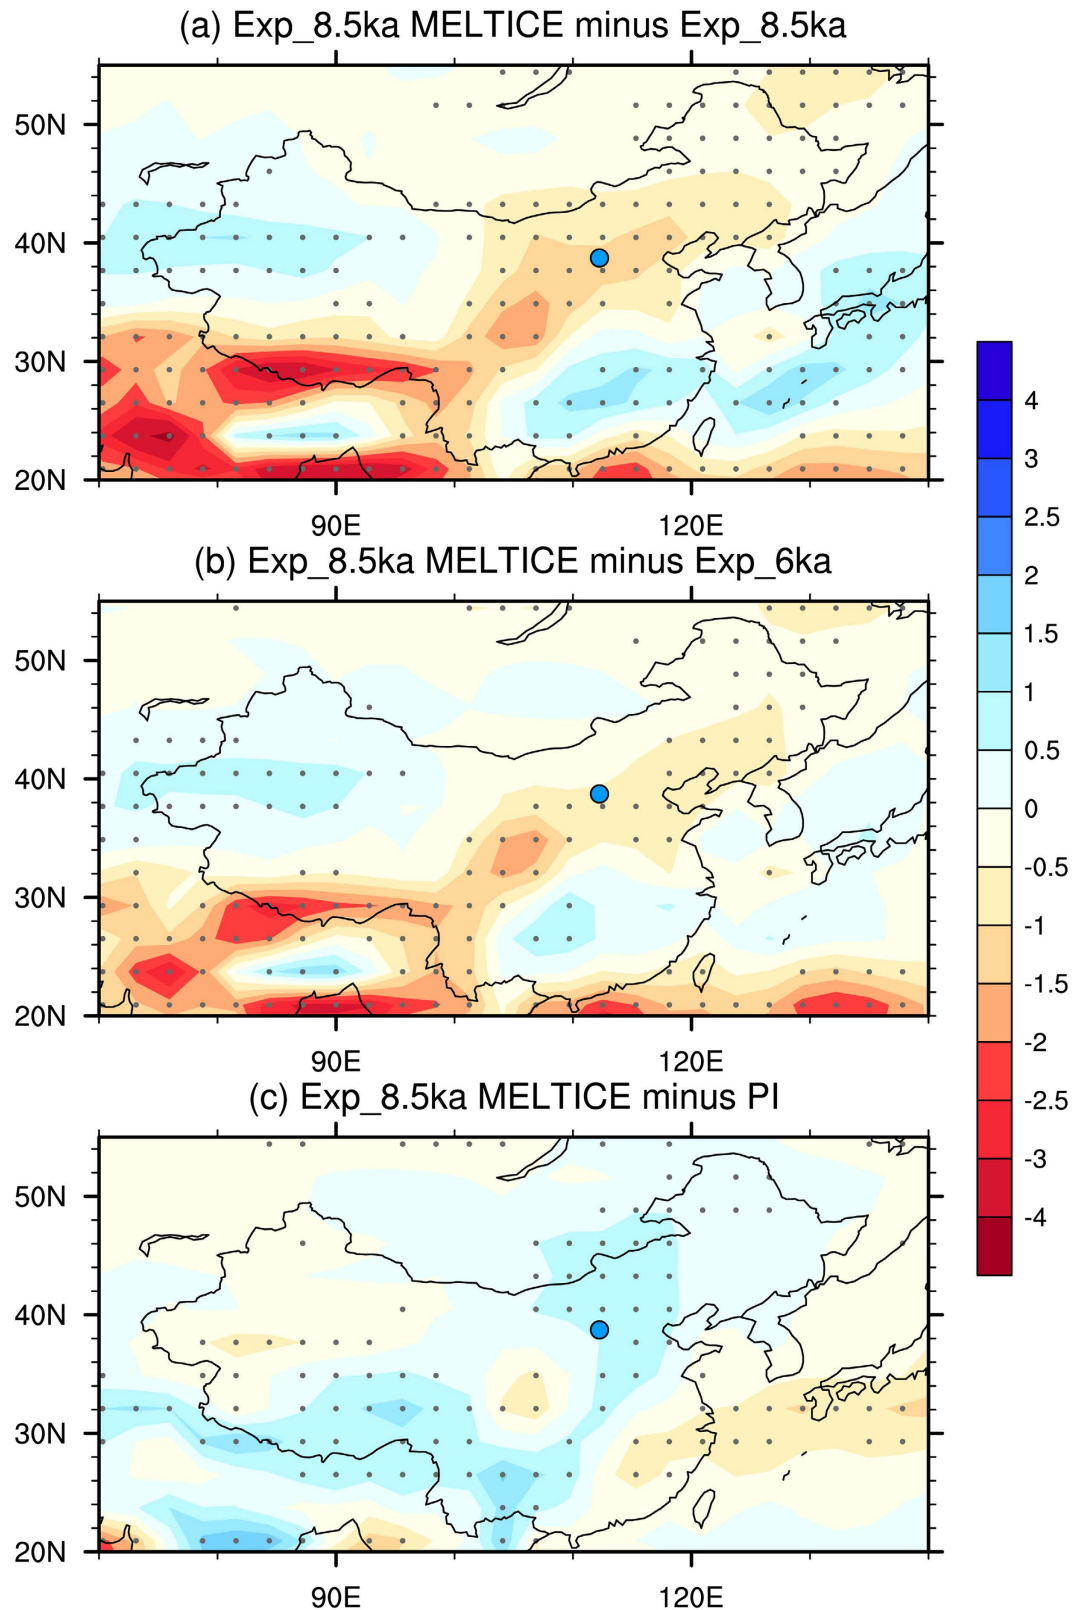 (a) Exp_8.5ka MELTICE minus Exp_8.5ka
50N
40N
30N
20N
90E 120E
(b) Exp_8.5ka MELTICE minus Exp_6ka
50N
40N
30N
20N
90E 120E
(c) Exp_8.5ka MELTICE minus PI
50N
40N
30N
20N
90E 120E
4
3
2.5
2
1.5
1
0.5
0
-0.5
-1
-1.5
-2
-2.5
-3
-4